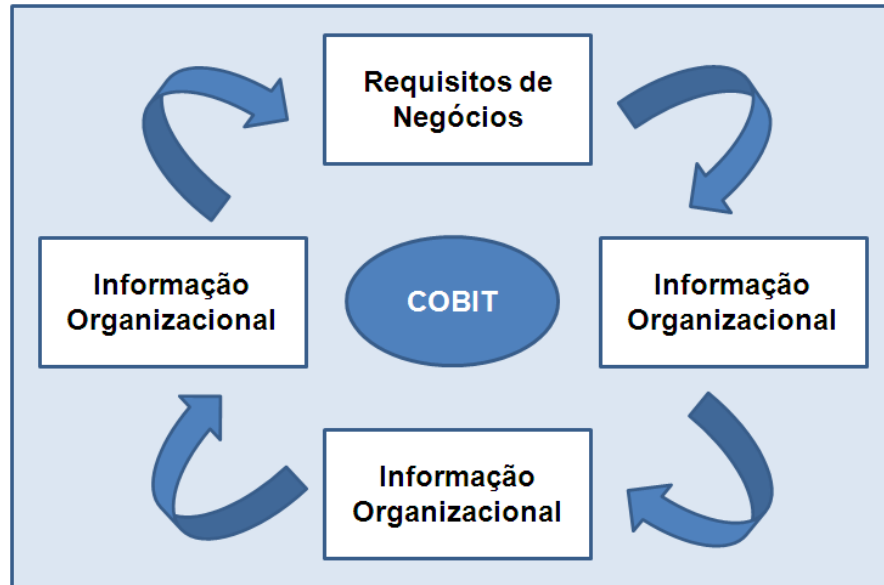 Requisitos de
Negócios
Informação
Organizacional
COBIT
Informação
Organizacional
Informação
Organizacional